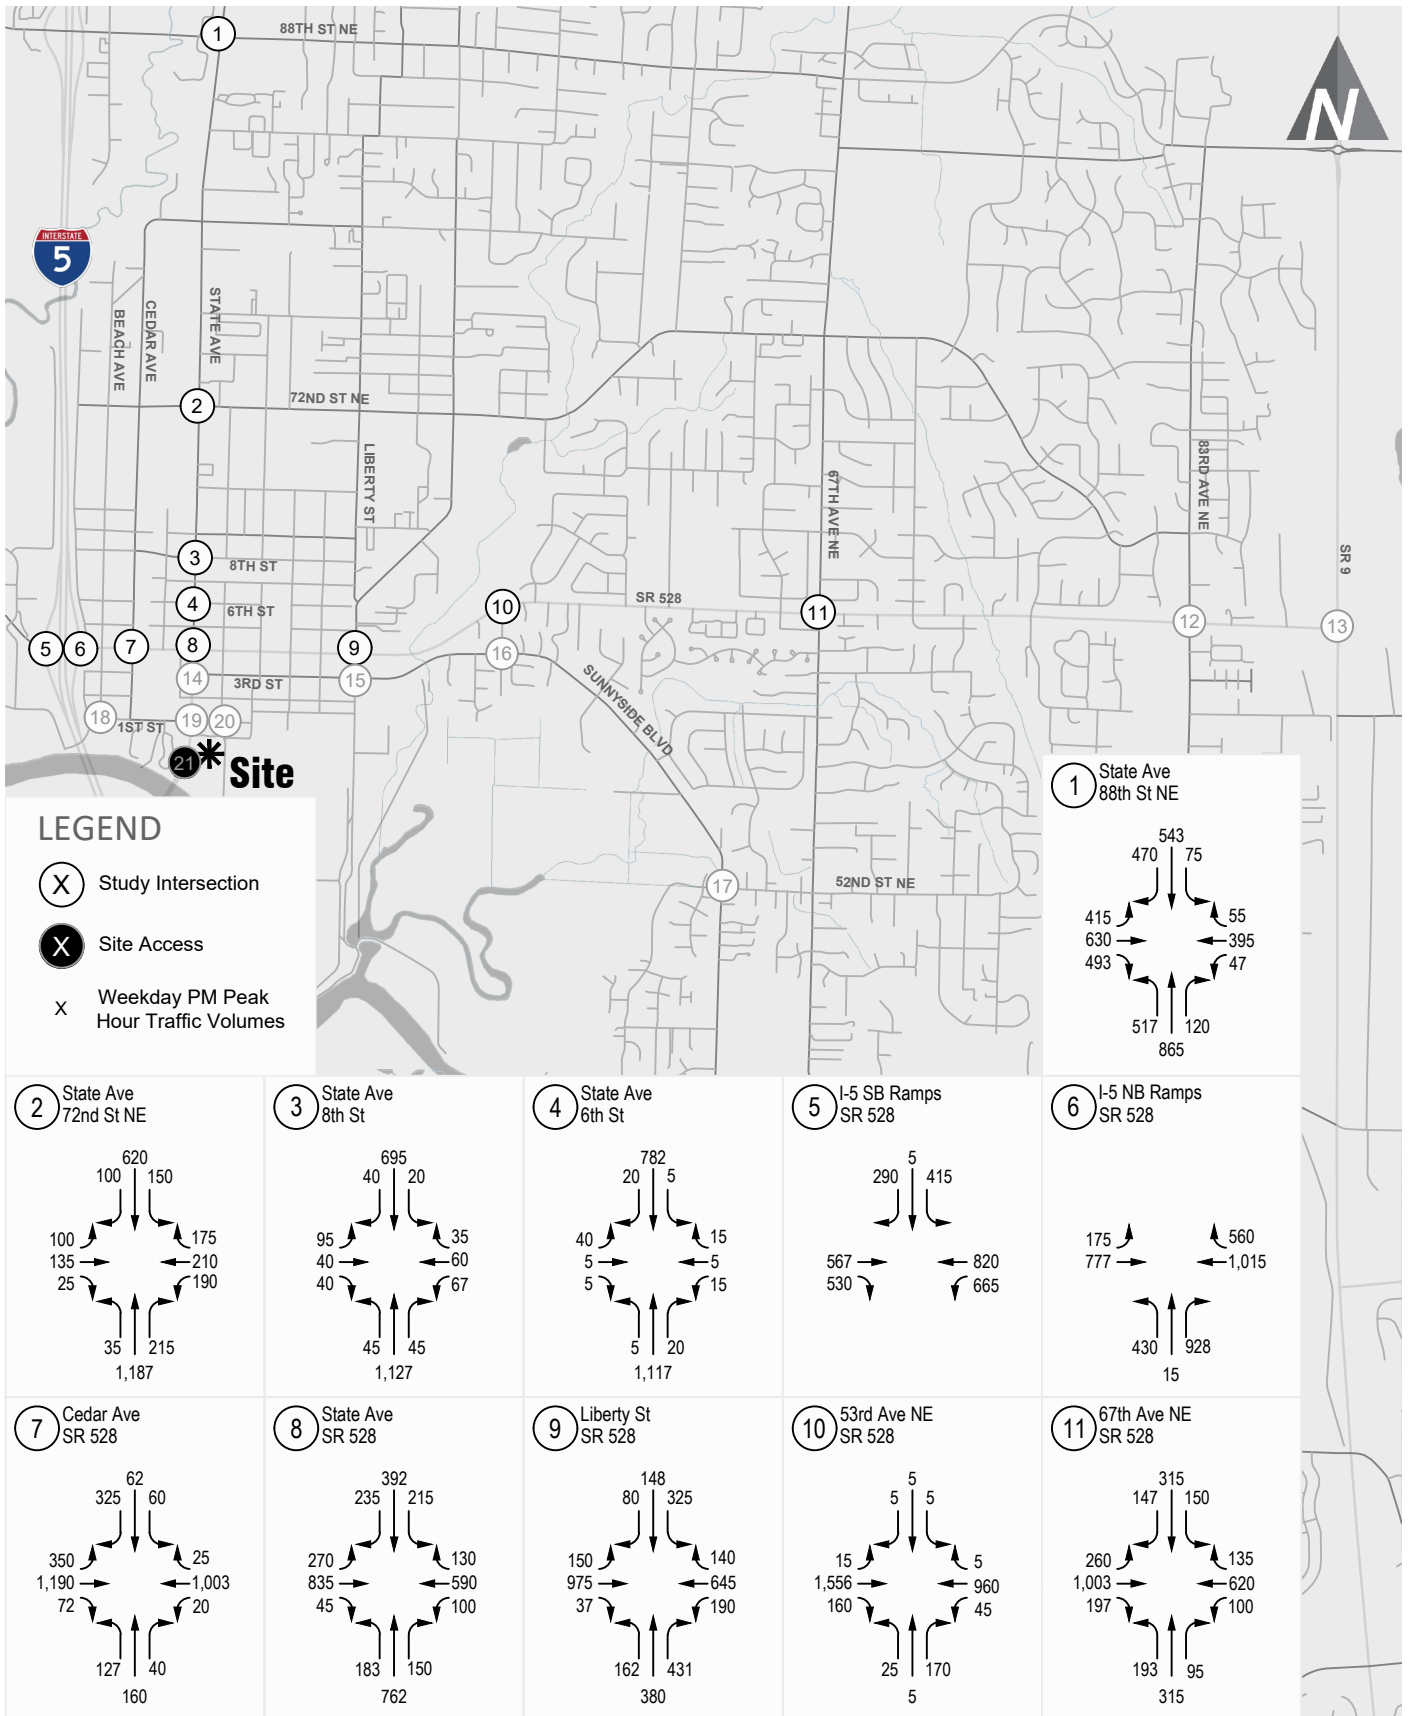 1
88TH ST NE
N
INTERSTATE
5
BEACH AVE
CEDAR AVE
STATE AVE
2
72ND ST NE
LIBERTY ST
67TH AVE NE
83RD AVE NE
SR 9
3
8TH ST
4
6TH ST
5
6
7
8
9
10
SR 528
11
12
13
14
3RD ST
15
16
SUNNYSIDE BLVD
18
1ST ST
19
20
21
Site
17
52ND ST NE
LEGEND
X Study Intersection
X Site Access
X Weekday PM Peak
Hour Traffic Volumes
1 State Ave
88th St NE
543
470 75
415 55
630 395
493 47
517 120
865
2 State Ave
72nd St NE
620
100 150
100 175
135 210
25 190
35 215
1,187
3 State Ave
8th St
695
40 20
95 35
40 60
40 67
45 45
1,127
4 State Ave
6th St
782
20 5
40 15
5 5
5 15
5 20
1,117
5 I-5 SB Ramps
SR 528
5
290 415
567 820
530 665
6 I-5 NB Ramps
SR 528
175 560
777 1,015
430 928
15
7 Cedar Ave
SR 528
62
325 60
350 25
1,190 1,003
72 20
127 40
160
8 State Ave
SR 528
392
235 215
270 130
835 590
45 100
183 150
762
9 Liberty St
SR 528
148
80 325
150 140
975 645
37 190
162 431
380
10 53rd Ave NE
SR 528
5
5 5
15 5
1,556 960
160 45
25 170
5
11 67th Ave NE
SR 528
315
147 150
260 135
1,003 620
197 100
193 95
315